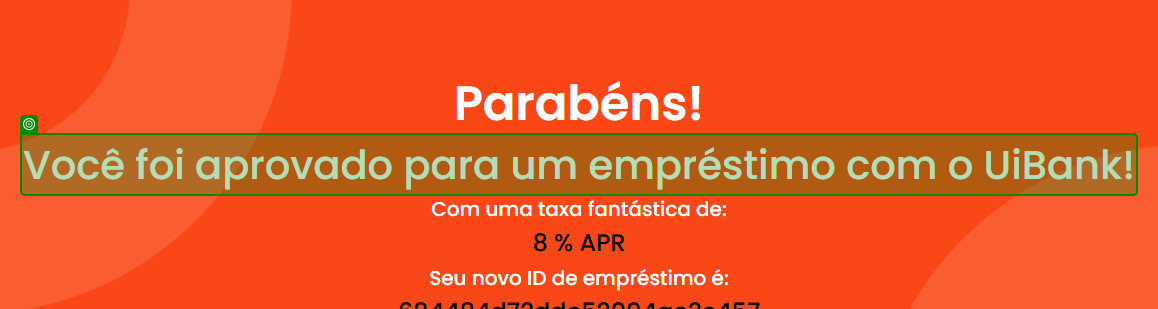 Parabéns!
Você foi aprovado para um empréstimo com o UiBank!
Com uma taxa fantástica de:
8 % APR
Seu novo ID de empréstimo é: